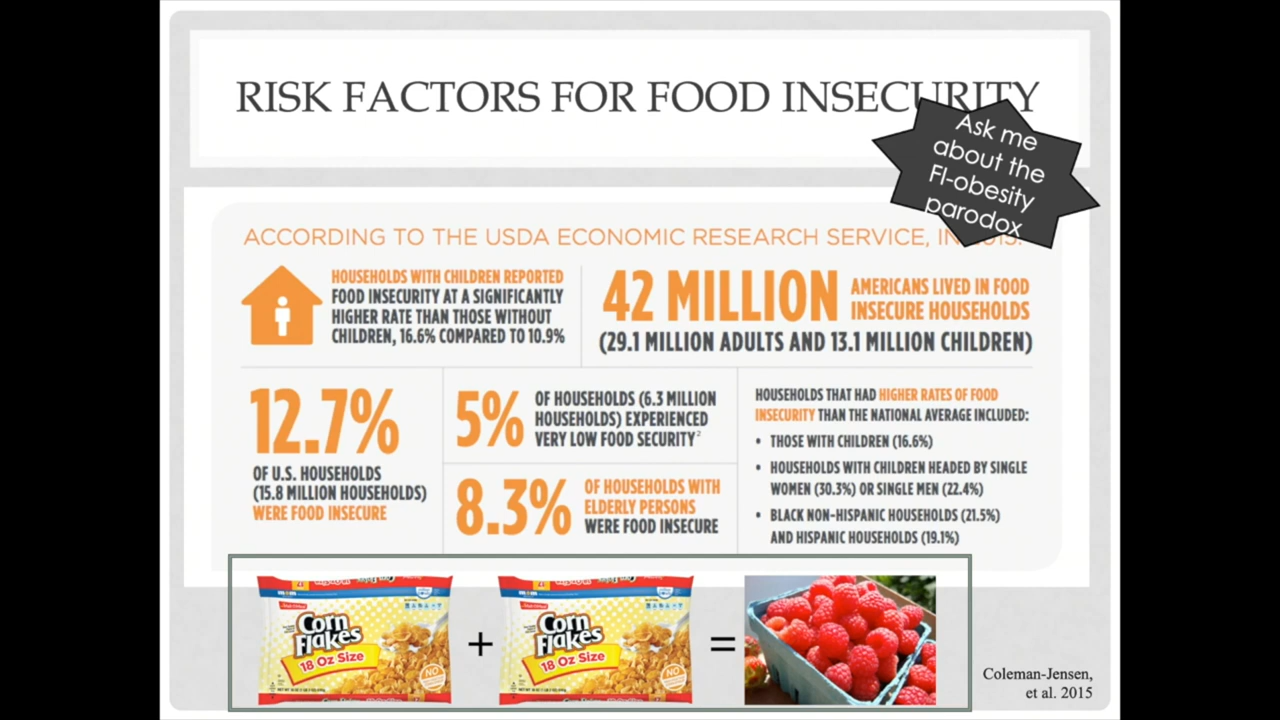 RISK FACTORS FOR FOOD INSECURITY
Ask me
about the
FI-obesity
parodox
ACCORDING TO THE USDA ECONOMIC RESEARCH SERVICE,
HOUSEHOLDS WITH CHILDREN REPORTED
FOOD INSECURITY AT A SIGNIFICANTLY
HIGHER RATE THAN THOSE WITHOUT
CHILDREN, 16.6% COMPARED TO 10.9%
42 MILLION
AMERICANS LIVED IN FOOD
INSECURE HOUSEHOLDS
(29.1 MILLION ADULTS AND 13.1 MILLION CHILDREN)
12.7%
OF U.S. HOUSEHOLDS
(15.8 MILLION HOUSEHOLDS)
WERE FOOD INSECURE
5%
OF HOUSEHOLDS (6.3 MILLION
HOUSEHOLDS) EXPERIENCED
VERY LOW FOOD SECURITY²
8.3%
OF HOUSEHOLDS WITH
ELDERLY PERSONS
WERE FOOD INSECURE
HOUSEHOLDS THAT HAD HIGHER RATES OF FOOD
INSECURITY THAN THE NATIONAL AVERAGE INCLUDED:
• THOSE WITH CHILDREN (16.6%)
• HOUSEHOLDS WITH CHILDREN HEADED BY SINGLE
WOMEN (30.3%) OR SINGLE MEN (22.4%)
• BLACK NON-HISPANIC HOUSEHOLDS (21.5%)
AND HISPANIC HOUSEHOLDS (19.1%)
Corn
Flakes
18 Oz Size
NO
+
Corn
Flakes
18 Oz Size
NO
=
Coleman-Jensen,
et al. 2015